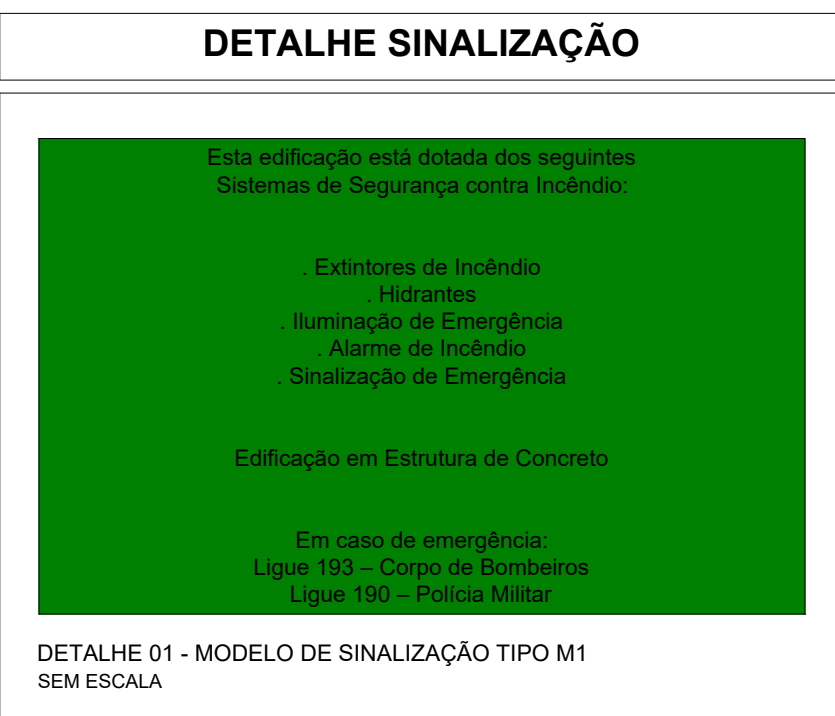 DETALHE SINALIZAÇÃO
Esta edificação está dotada dos seguintes
Sistemas de Segurança contra Incêndio:
. Extintores de Incêndio
. Hidrantes
. Iluminação de Emergência
. Alarme de Incêndio
. Sinalização de Emergência
Edificação em Estrutura de Concreto
Em caso de emergência:
Ligue 193 – Corpo de Bombeiros
Ligue 190 – Polícia Militar
DETALHE 01 - MODELO DE SINALIZAÇÃO TIPO M1
SEM ESCALA